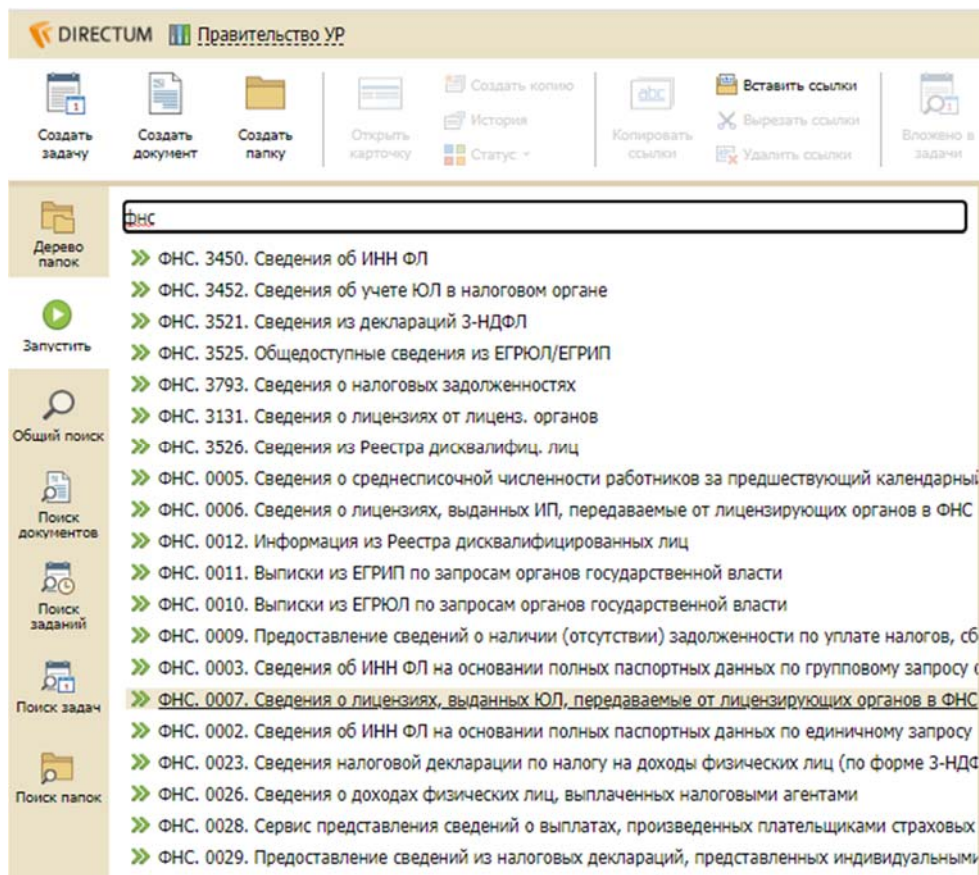 DIRECTUM Правительство УР
Создать задачу
Создать документ
Создать папку
Открыть карточку
Создать копию
История
Статус
Копировать ссылки
Вставить ссылки
Вырезать ссылки
Удалить ссылки
Вложено в задачи
Дерево папок
Запустить
Общий поиск
Поиск документов
Поиск заданий
Поиск задач
Поиск папок
фнс
ФНС. 3450. Сведения об ИНН ФЛ
ФНС. 3452. Сведения об учете ЮЛ в налоговом органе
ФНС. 3521. Сведения из деклараций 3-НДФЛ
ФНС. 3525. Общедоступные сведения из ЕГРЮЛ/ЕГРИП
ФНС. 3793. Сведения о налоговых задолженностях
ФНС. 3131. Сведения о лицензиях от лиценз. органов
ФНС. 3526. Сведения из Реестра дисквалифиц. лиц
ФНС. 0005. Сведения о среднесписочной численности работников за предшествующий календарный
ФНС. 0006. Сведения о лицензиях, выданных ИП, передаваемые от лицензирующих органов в ФНС
ФНС. 0012. Информация из Реестра дисквалифицированных лиц
ФНС. 0011. Выписки из ЕГРИП по запросам органов государственной власти
ФНС. 0010. Выписки из ЕГРЮЛ по запросам органов государственной власти
ФНС. 0009. Предоставление сведений о наличии (отсутствии) задолженности по уплате налогов, сб
ФНС. 0003. Сведения об ИНН ФЛ на основании полных паспортных данных по групповому запросу
ФНС. 0007. Сведения о лицензиях, выданных ЮЛ, передаваемые от лицензирующих органов в ФНС
ФНС. 0002. Сведения об ИНН ФЛ на основании полных паспортных данных по единичному запросу
ФНС. 0023. Сведения налоговой декларации по налогу на доходы физических лиц (по форме 3-НДФ
ФНС. 0026. Сведения о доходах физических лиц, выплаченных налоговыми агентами
ФНС. 0028. Сервис представления сведений о выплатах, произведенных плательщиками страховых
ФНС. 0029. Предоставление сведений из налоговых деклараций, представленных индивидуальными